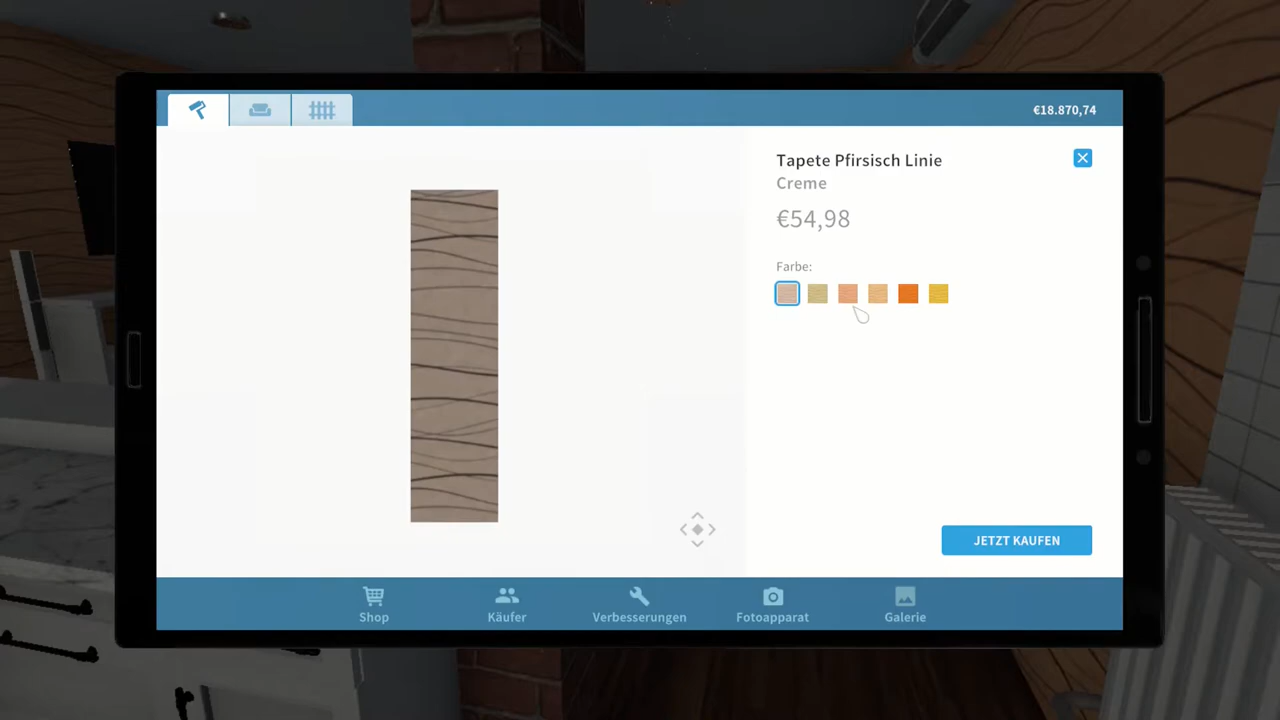 €18.870,74
Tapete Pfirsisch Linie
Creme
€54,98
Farbe:
JETZT KAUFEN
Shop
Käufer
Verbesserungen
Fotoapparat
Galerie